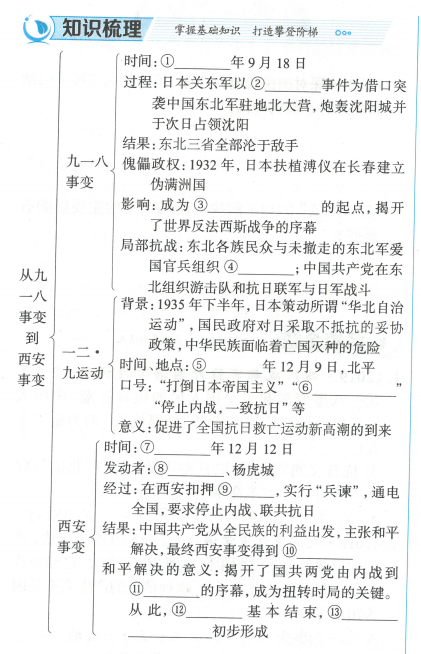 知识梳理 掌握基础知识 打造攀登阶梯
从九一八事变到西安事变
九一八事变
时间:①________年9月18日
过程:日本关东军以②________事件为借口突
袭中国东北军驻地北大营,炮轰沈阳城并
于次日占领沈阳
结果:东北三省全部沦于敌手
傀儡政权:1932年,日本扶植溥仪在长春建立
伪满洲国
影响:成为③________________的起点,揭开
了世界反法西斯战争的序幕
局部抗战:东北各族民众与未撤走的东北军爱
国官兵组织④________;中国共产党在东
北组织游击队和抗日联军与日军战斗
一二·九运动
背景:1935年下半年,日本策动所谓“华北自治
运动”,国民政府对日采取不抵抗的妥协
政策,中华民族面临着亡国灭种的危险
时间、地点:⑤________年12月9日,北平
口号:“打倒日本帝国主义”“⑥____________”
“停止内战,一致抗日”等
意义:促进了全国抗日救亡运动新高潮的到来
西安事变
时间:⑦________年12月12日
发动者:⑧________、杨虎城
经过:在西安扣押⑨______,实行“兵谏”,通电
全国,要求停止内战、联共抗日
结果:中国共产党从全民族的利益出发,主张和平
解决,最终西安事变得到⑩________
和平解决的意义:揭开了国共两党由内战到
⑪________的序幕,成为扭转时局的关键。
从此,⑫________基本结束,⑬________
____________初步形成